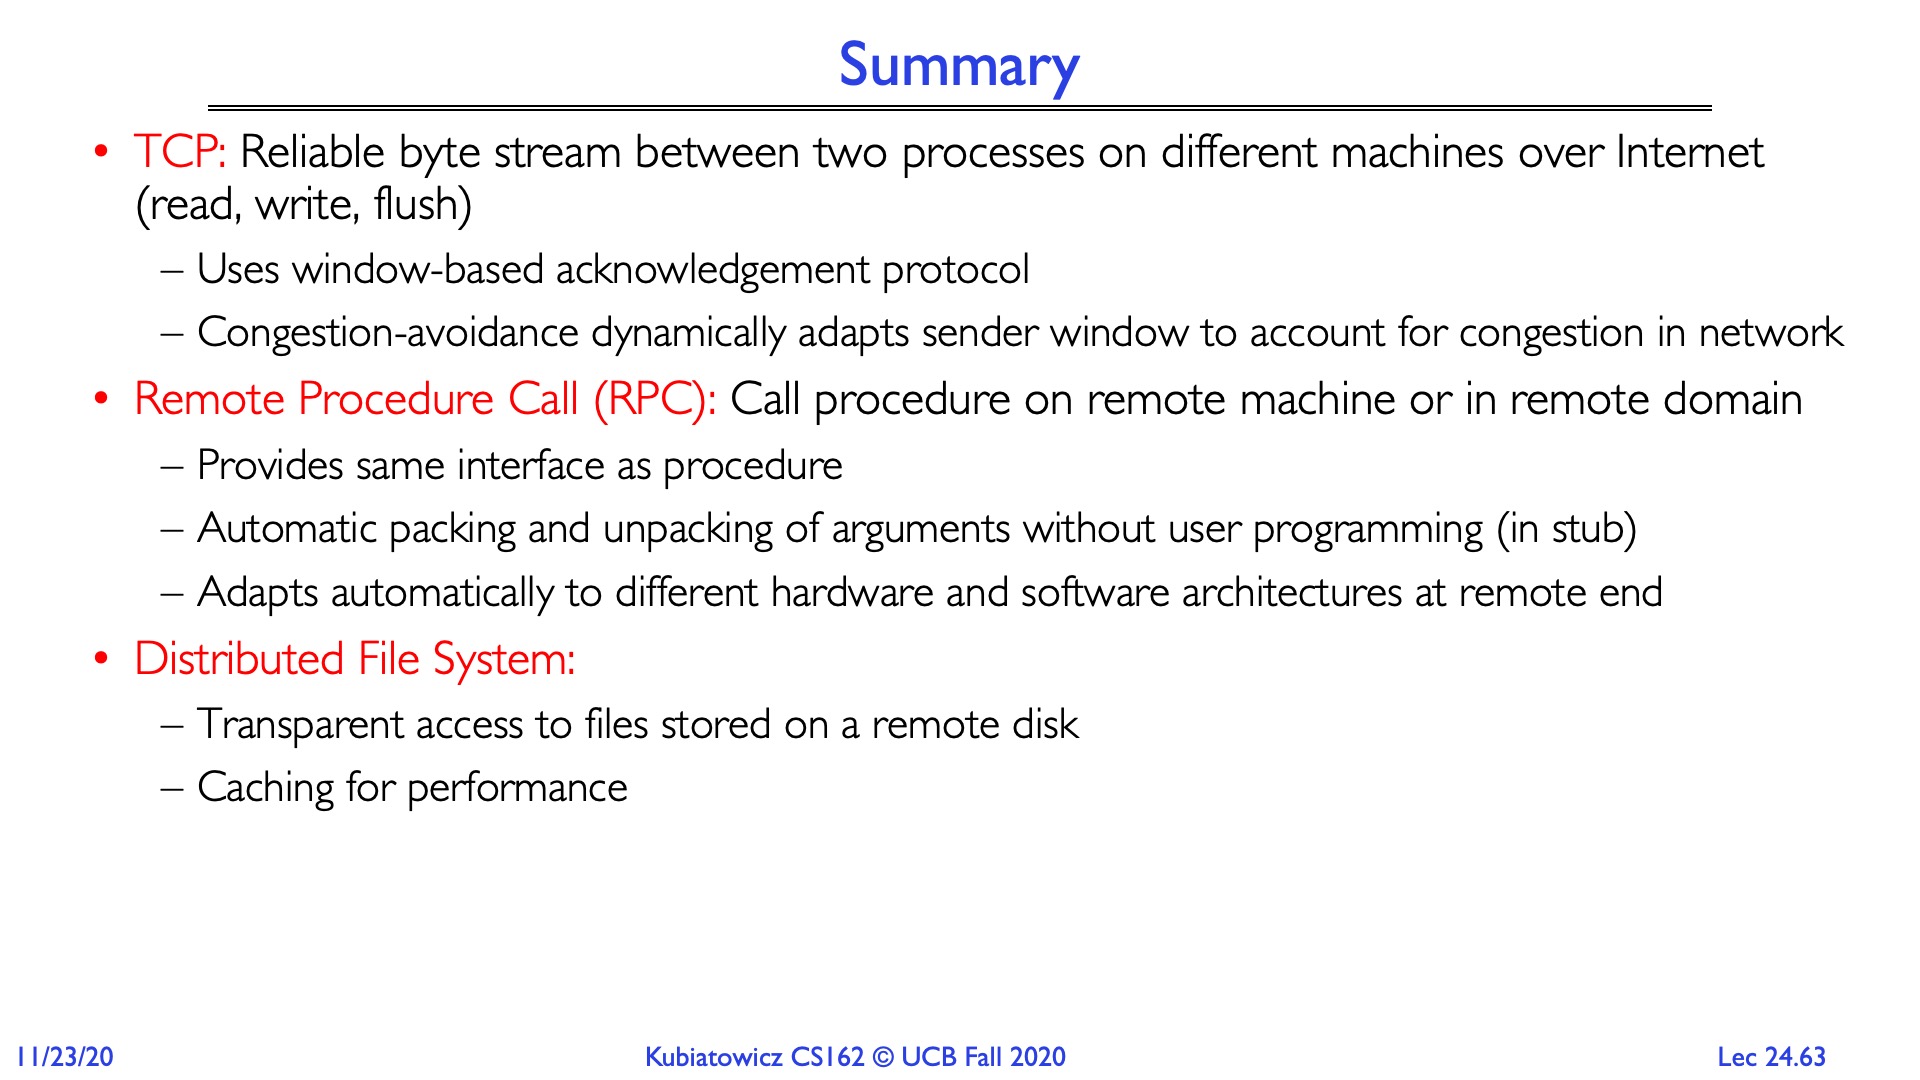 Summary
• TCP: Reliable byte stream between two processes on different machines over Internet
(read, write, flush)
– Uses window-based acknowledgement protocol
– Congestion-avoidance dynamically adapts sender window to account for congestion in network
• Remote Procedure Call (RPC): Call procedure on remote machine or in remote domain
– Provides same interface as procedure
– Automatic packing and unpacking of arguments without user programming (in stub)
– Adapts automatically to different hardware and software architectures at remote end
• Distributed File System:
– Transparent access to files stored on a remote disk
– Caching for performance
11/23/20
Kubiatowicz CS162 © UCB Fall 2020
Lec 24.63